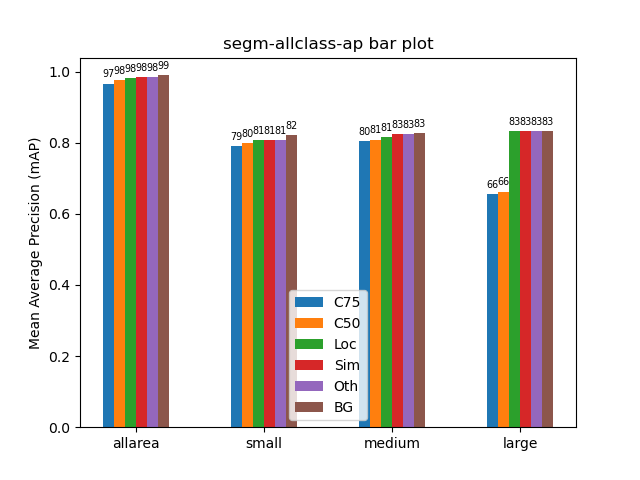 segm-allclass-ap bar plot
Mean Average Precision (mAP)
1.0
0.8
0.6
0.4
0.2
0.0
97 98 98 98 98 99
79 80 81 81 81 82
80 81 81 83 83 83
66 66 83 83 83 83
C75
C50
Loc
Sim
Oth
BG
allarea small medium large